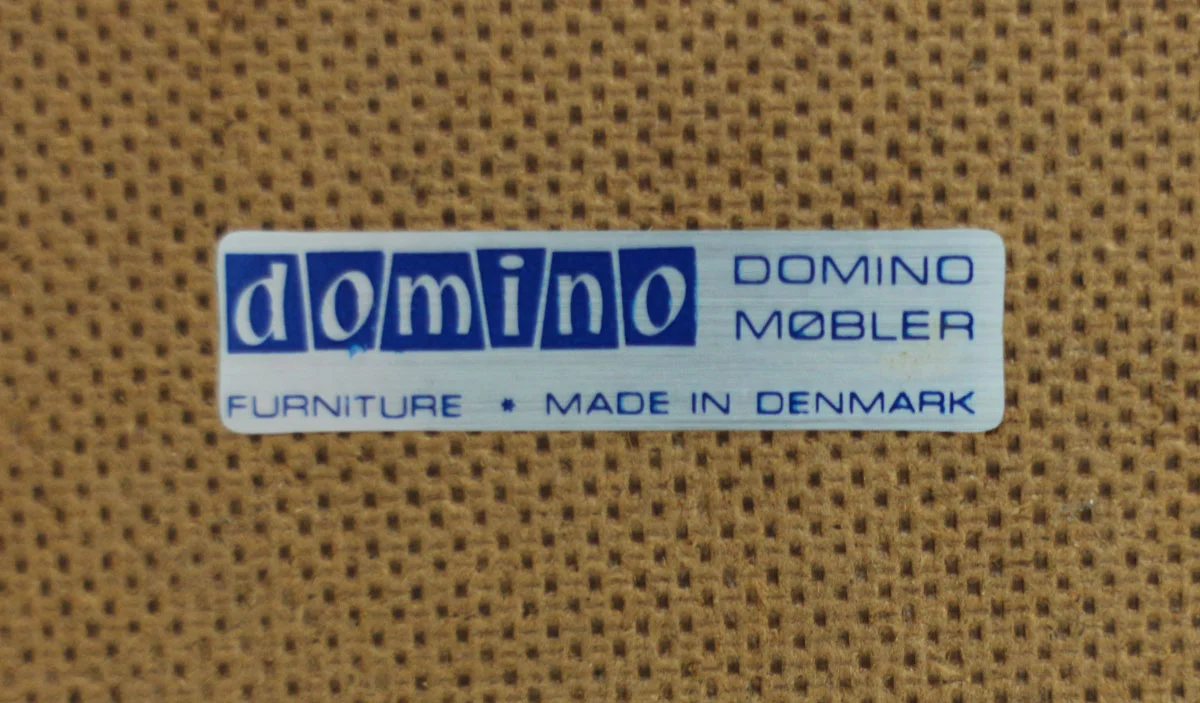 domino
DOMINO
MØBLER
FURNITURE * MADE IN DENMARK